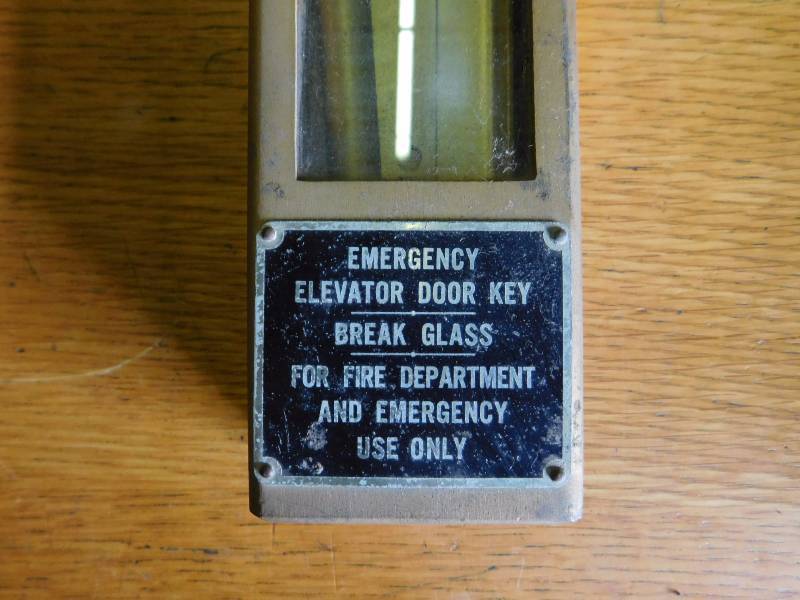 EMERGENCY
ELEVATOR DOOR KEY
BREAK GLASS
FOR FIRE DEPARTMENT
AND EMERGENCY
USE ONLY